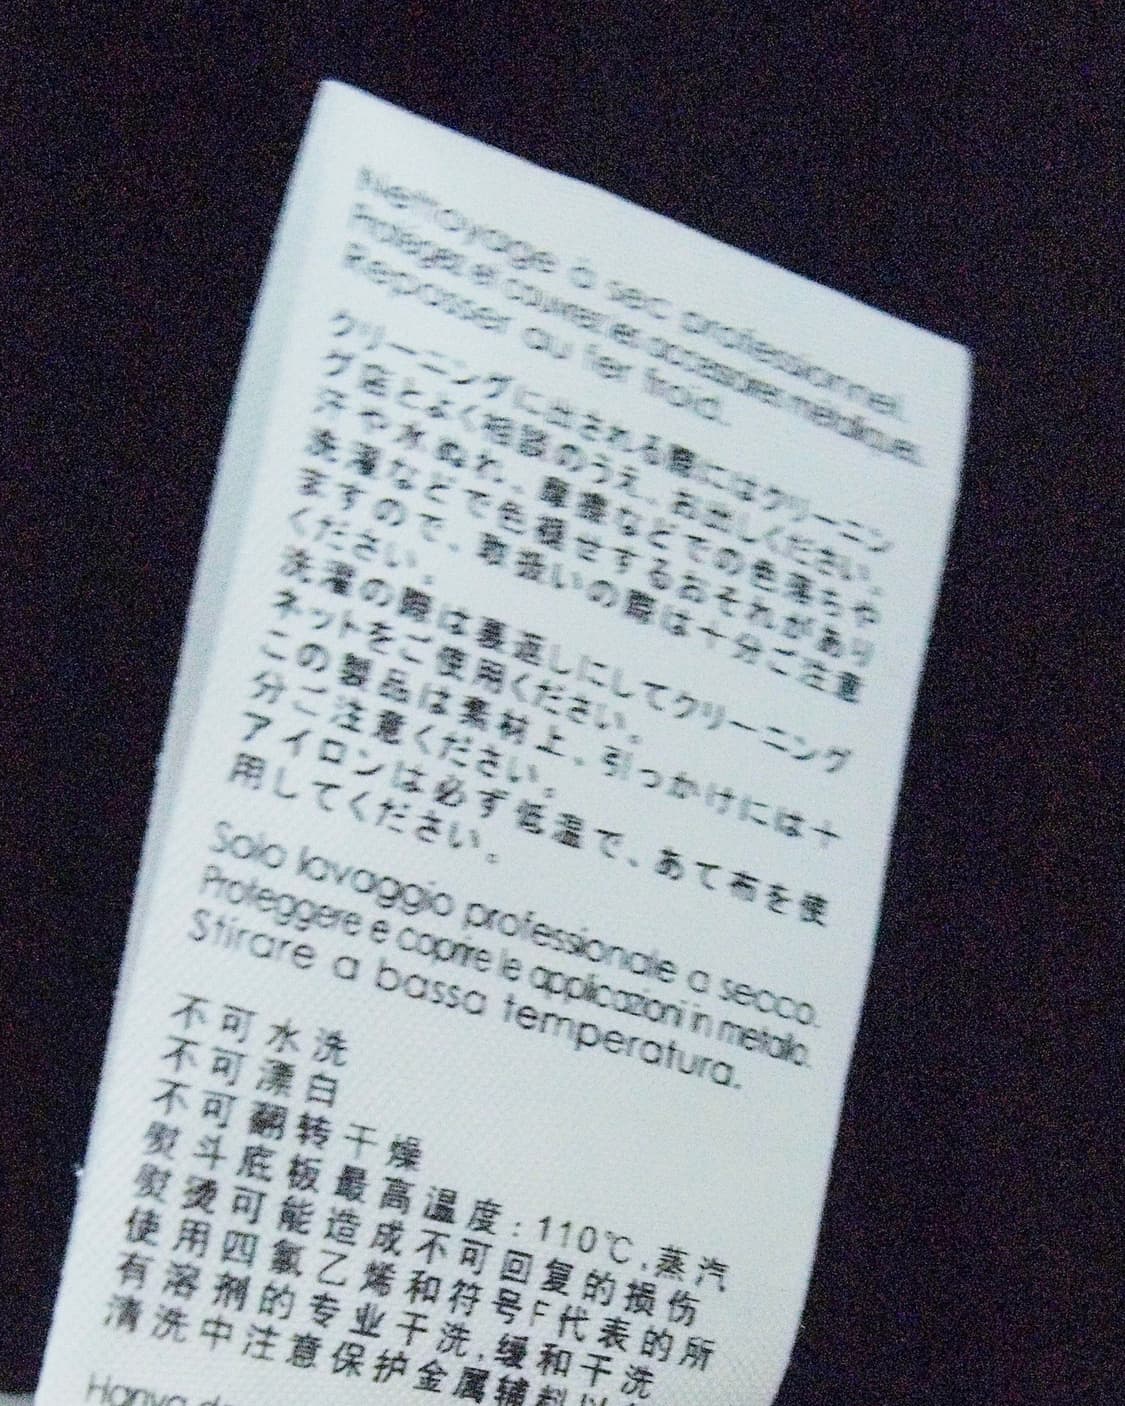 Nettoyage à sec professionnel.
Protégez et couvrez les accessoires métalliques.
Repasser au fer froid.
クリーニングに出される際にはクリーニン
グ店とよく相談のうえ、お出しください。
汗や水ぬれ、摩擦などでの色落ちや
洗濯などで色褪せするおそれがあり
ますので、取扱いの際は十分ご注意
ください。
洗濯の際は裏返しにしてクリーニング
ネットをご使用ください。
この製品は素材上、引っかけには十
分ご注意ください。
アイロンは必ず低温で、あて布を使
用してください。
Solo lavaggio professionale a secco.
Proteggere e coprire le applicazioni in metallo.
Stirare a bassa temperatura.
不可水洗
不可漂白
不可翻转干燥
熨斗底板最高温度:110℃,蒸汽
熨烫可能造成不可回复的损伤
使用四氯乙烯和符号F代表的所
有溶剂的专业干洗,缓和干洗
清洗中注意保护金属辅料
Hanya